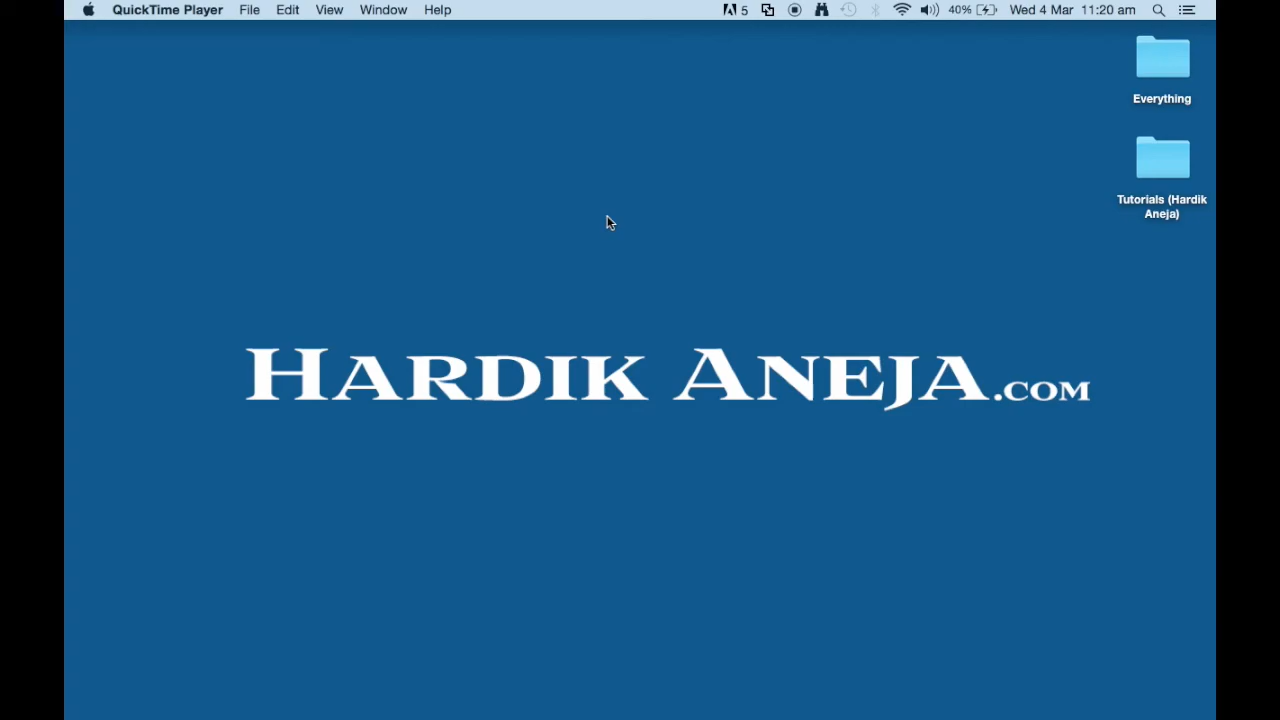 QuickTime Player File Edit View Window Help 5 40% Wed 4 Mar 11:20 am
Everything
Tutorials (Hardik
Aneja)
HARDIK ANEJA.COM